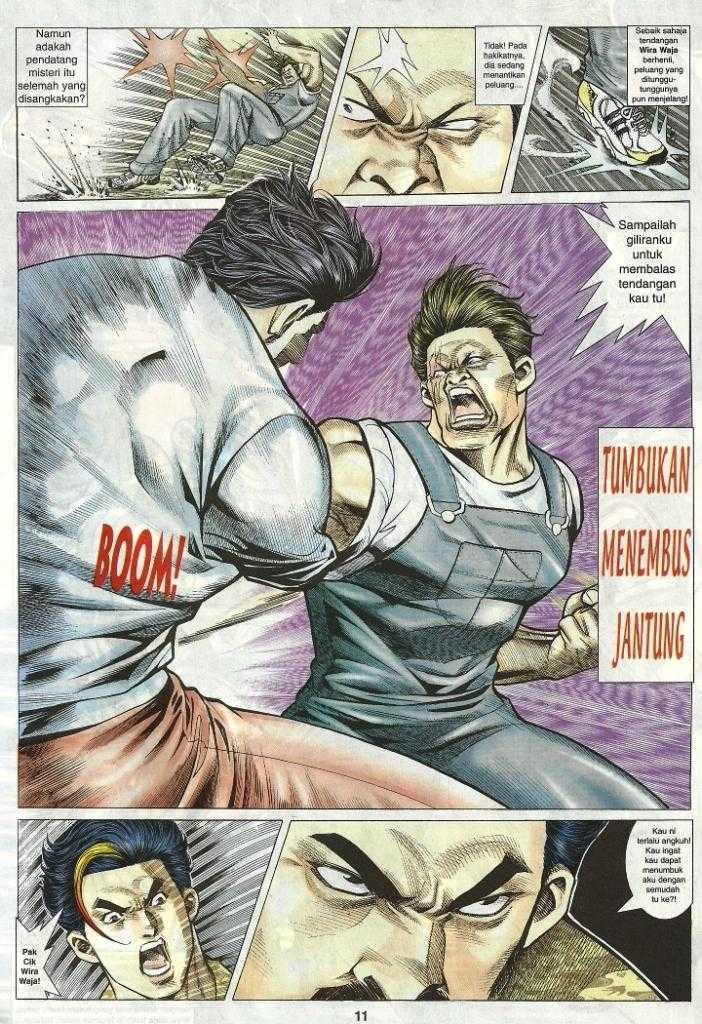 Namun
adakah
pendatang
misteri itu
selemah yang
disangkakan?
Tidak! Pada
hakikatnya,
dia sedang
menantikan
peluang....
Sebaik sahaja
tendangan
Wira Waja
berhenti,
peluang yang
ditunggu-
tunggunya
pun menjelang!
Sampailah
giliranku
untuk
membalas
tendangan
kau tu!
BOOM!
TUMBUKAN
MENEMBUS
JANTUNG
Pak
Cik
Wira
Waja!
Kau ni
terlalu angkuh!
Kau ingat
kau dapat
menumbuk
aku dengan
semudah
tu ke?!
11